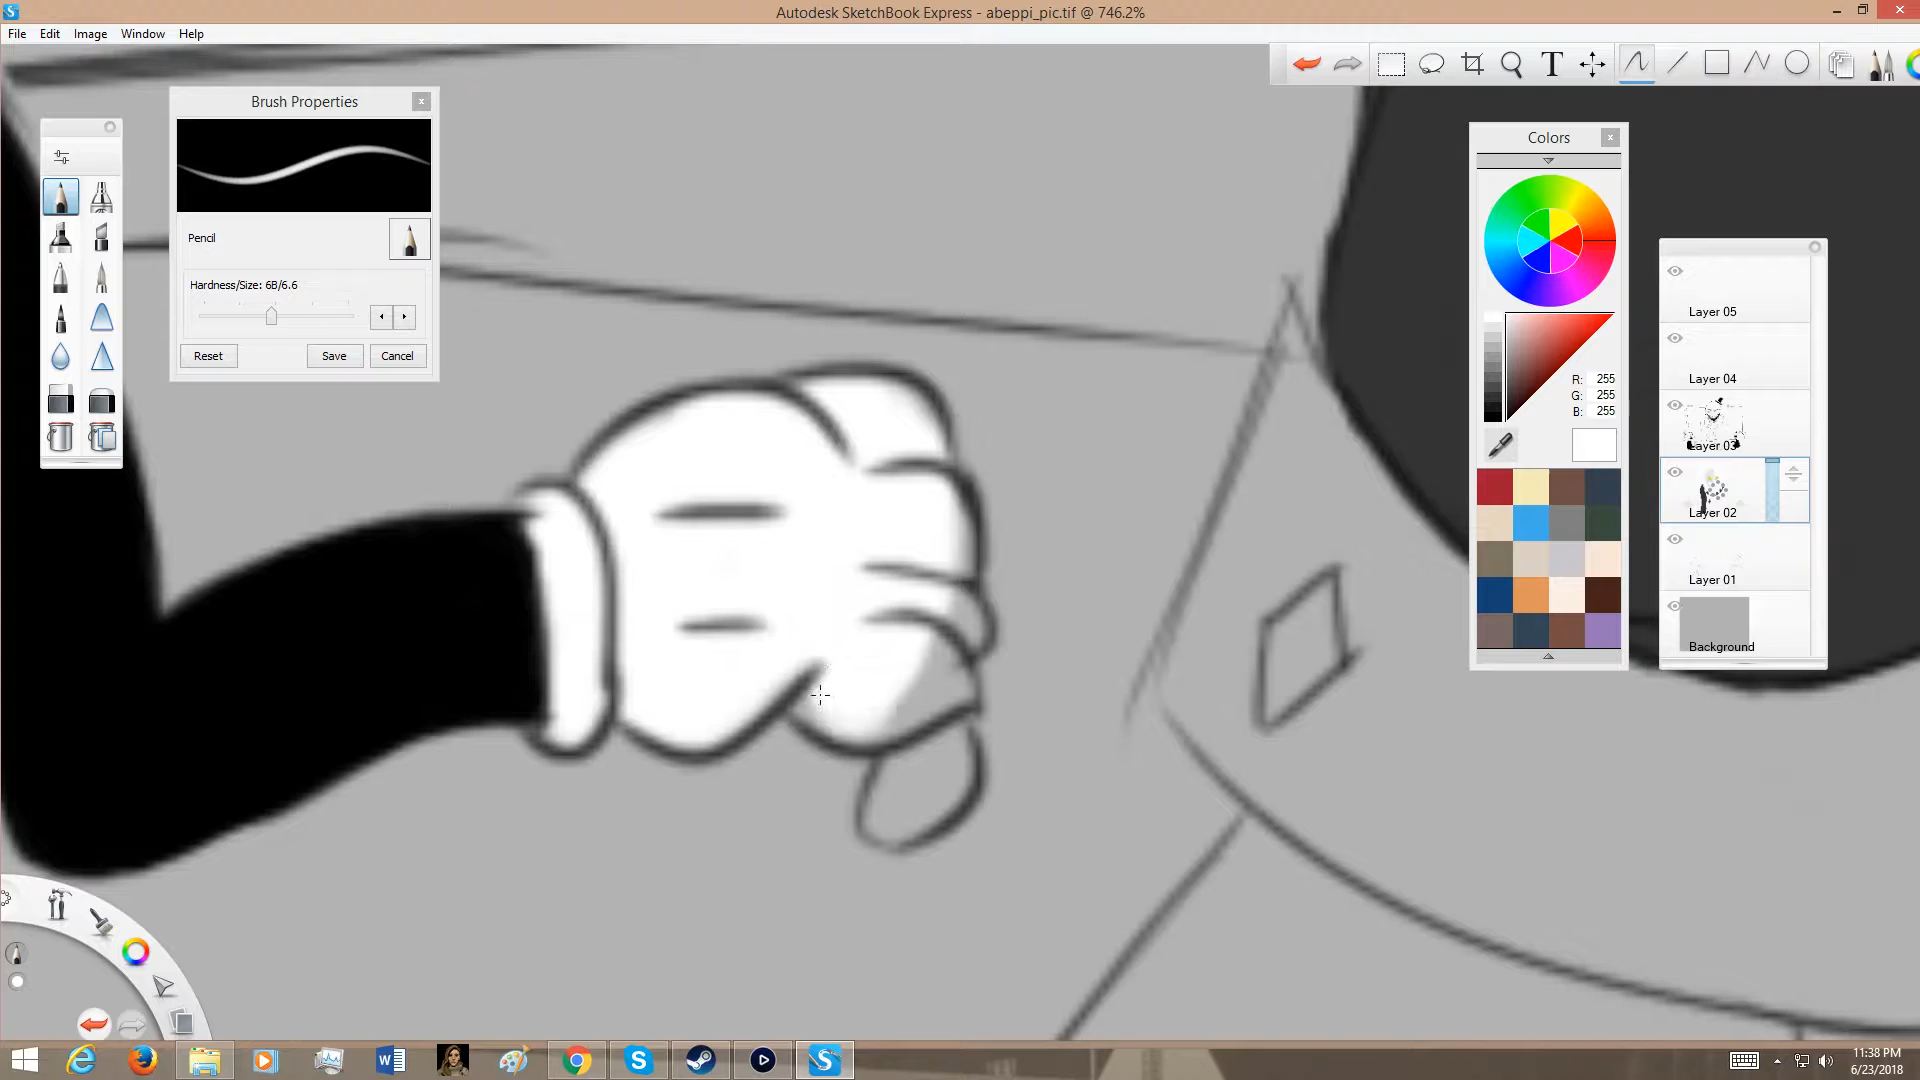 Autodesk SketchBook Express - abeppi_pic.tif @ 746.2%
File Edit Image Window Help
T
Brush Properties
Pencil
Hardness/Size: 6B/6.6
Reset Save Cancel
Colors
R: 255
G: 255
B: 255
Layer 05
Layer 04
Layer 03
Layer 02
Layer 01
Background
11:38 PM
6/23/2018